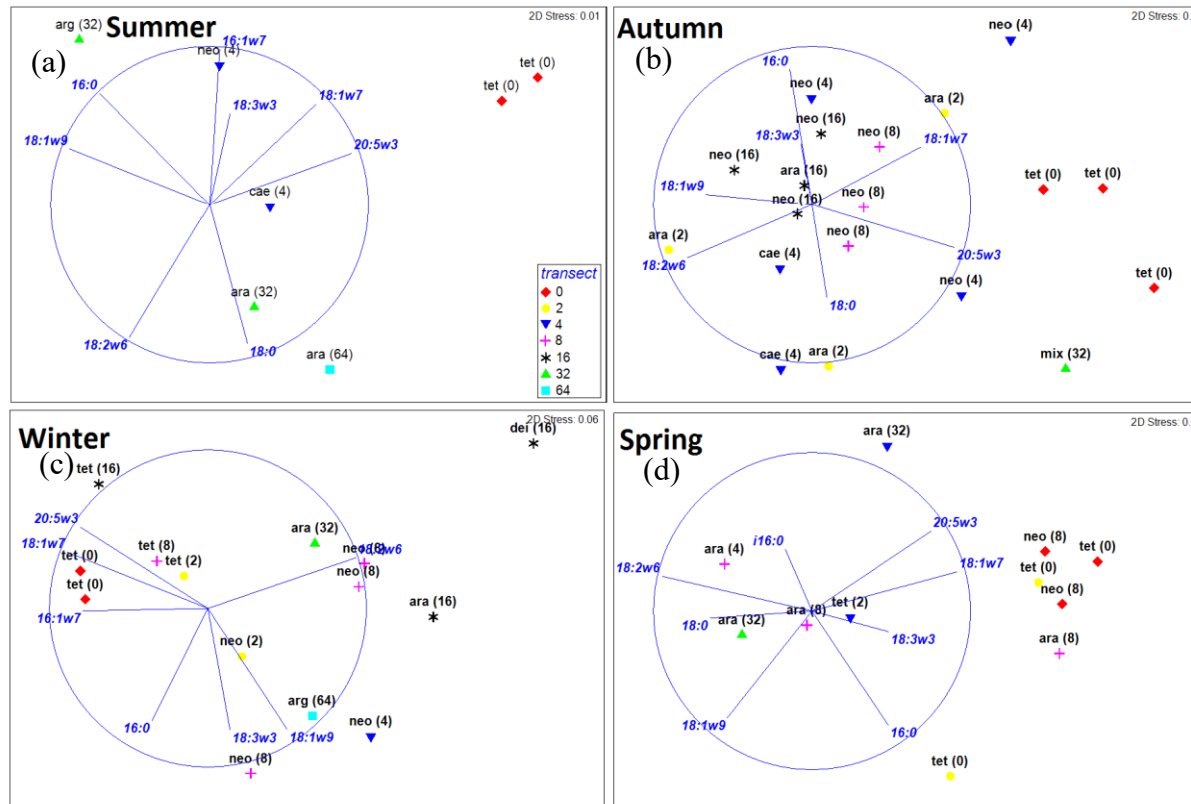 2D Stress: 0.01
arg (32)
Summer
(a)
16:1w7
neo (4)
tet (0)
tet (0)
16:0
18:3w3
18:1w7
18:1w9
20:5w3
cae (4)
ara (32)
18:2w6
18:0
ara (64)
transect
0
2
4
8
16
32
64
2D Stress: 0.
Autumn
(b)
neo (4)
16:0
neo (4)
ara (2)
neo (16)
18:3w3
neo (8)
18:1w7
neo (16)
ara (16)
tet (0)
tet (0)
18:1w9
neo (16)
neo (8)
ara (2)
neo (8)
18:2w6
cae (4)
20:5w3
neo (4)
tet (0)
18:0
cae (4)
ara (2)
mix (32)
2D Stress: 0.06
Winter
(c)
dei (16)
tet (16)
20:5w3
ara (32)
18:1w7
tet (8)
neo (8)
18:2w6
tet (0)
tet (2)
neo (8)
tet (0)
16:1w7
ara (16)
neo (2)
arg (64)
16:0
18:3w3
18:1w9
neo (4)
neo (8)
2D Stress: 0.
Spring
(d)
ara (32)
20:5w3
i16:0
neo (8)
tet (0)
ara (4)
18:2w6
18:1w7
tet (0)
neo (8)
18:0
ara (8)
tet (2)
ara (32)
18:3w3
ara (8)
18:1w9
16:0
tet (0)